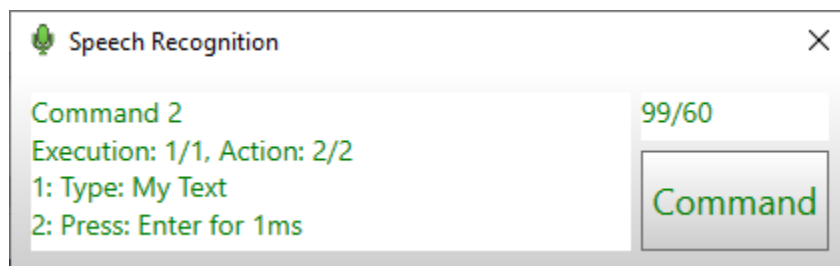 Speech Recognition
Command 2
Execution: 1/1, Action: 2/2
1: Type: My Text
2: Press: Enter for 1ms
99/60
Command